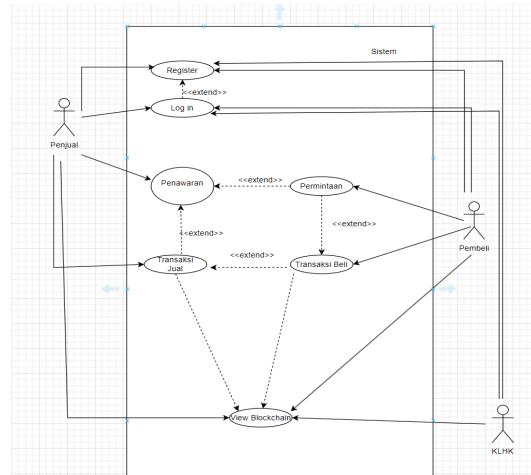 Sistem
Register
<<extend>>
Log in
Penjual
Penawaran
<<extend>>
Permintaan
<<extend>>
<<extend>>
<<extend>>
Pembeli
Transaksi
Jual
Transaksi Beli
View Blockchain
KLHK